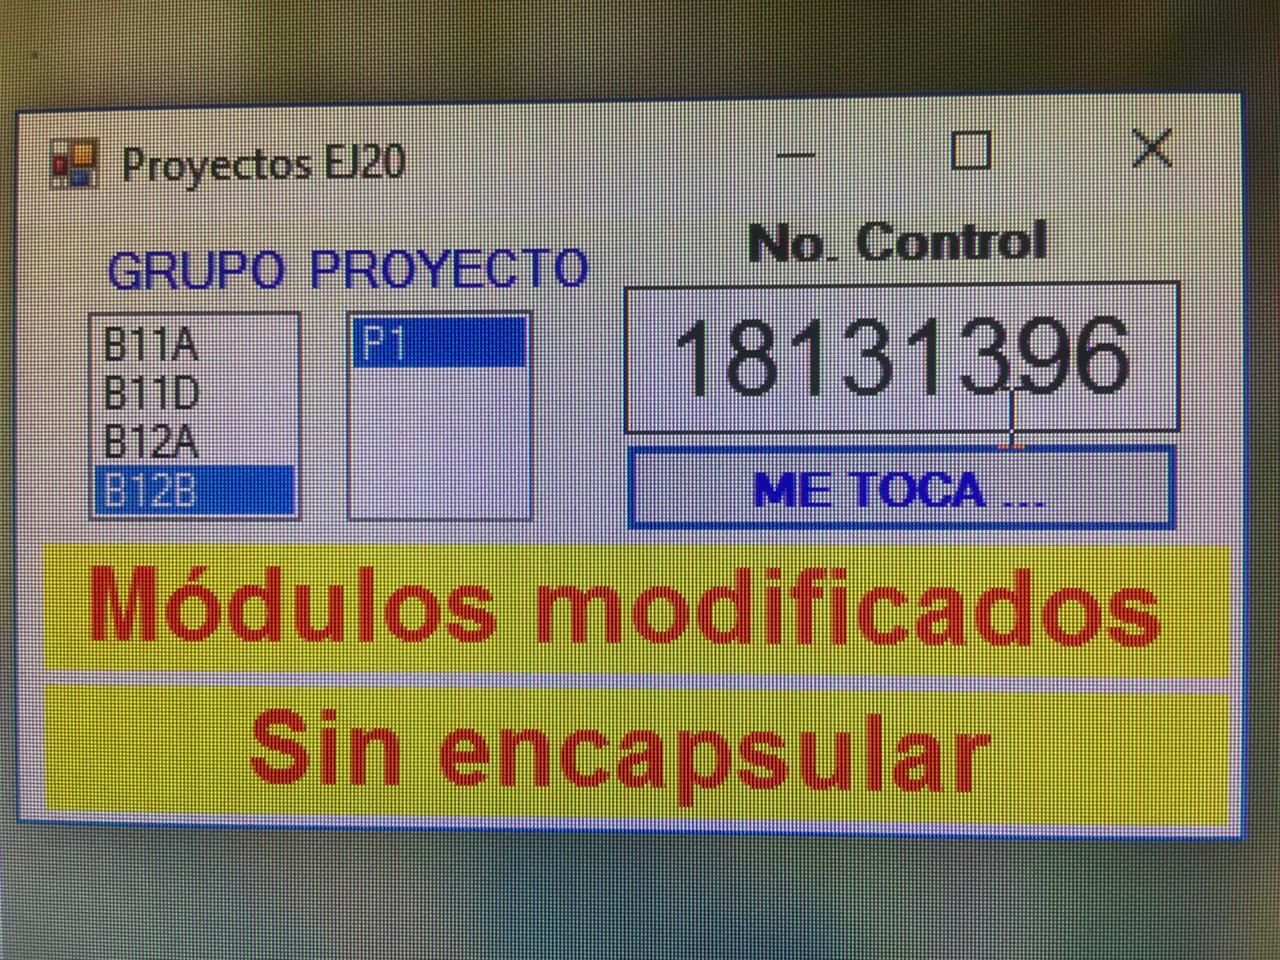 Proyectos EJ20
No. Control
GRUPO PROYECTO
18131396
B11A
P1
B11D
B12A
B12B
ME TOCA ...
Módulos modificados
Sin encapsular